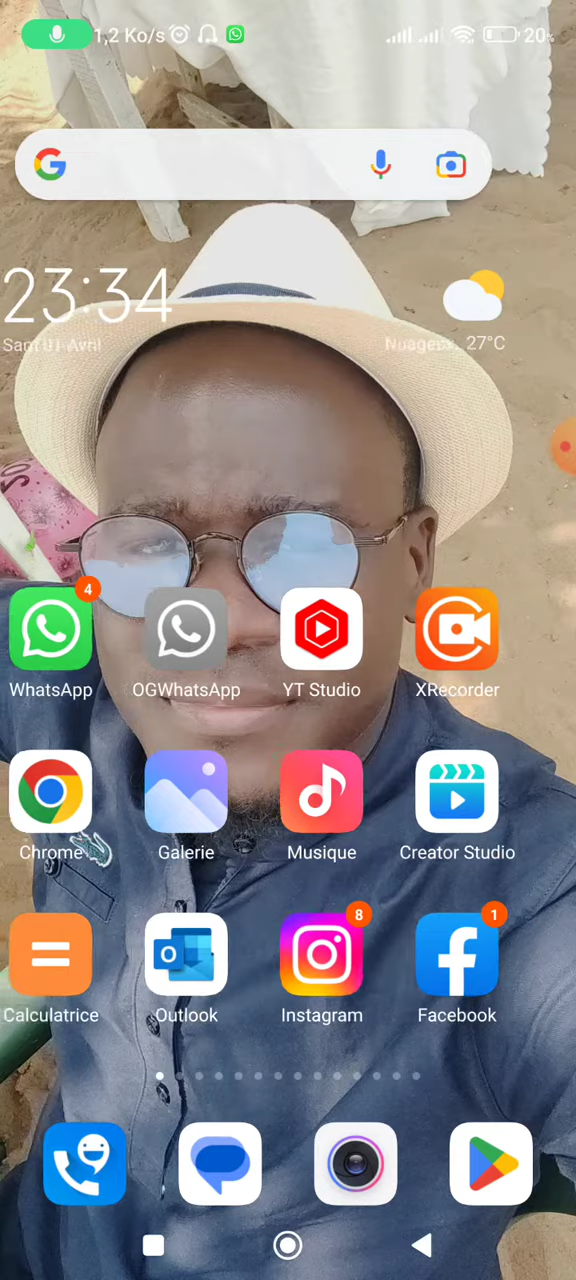 1,2 Ko/s
20%
23:34
Sam 01 Avril
Nuageux, 27°C
4
WhatsApp OGWhatsApp YT Studio XRecorder
Chrome Galerie Musique Creator Studio
8 1
Calculatrice Outlook Instagram Facebook